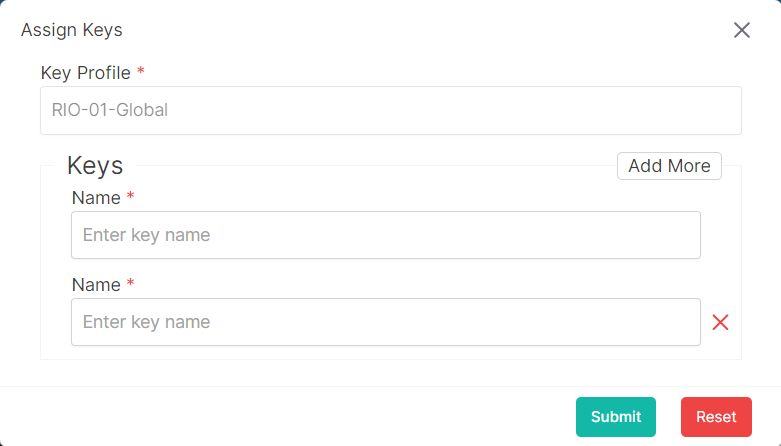 Assign Keys
Key Profile *
RIO-01-Global
Keys
Add More
Name *
Enter key name
Name *
Enter key name
Submit
Reset